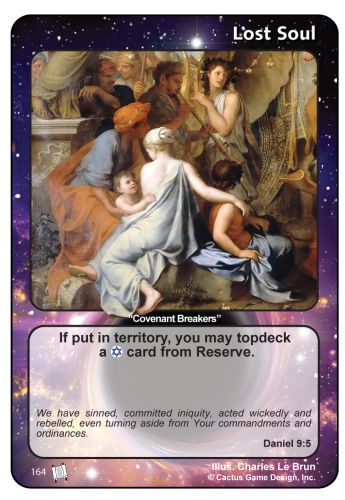 Lost Soul
"Covenant Breakers"
If put in territory, you may topdeck
a ✡ card from Reserve.
We have sinned, committed iniquity, acted wickedly and
rebelled, even turning aside from Your commandments and
ordinances.
Daniel 9:5
164
Illus. Charles Le Brun
© Cactus Game Design, Inc.